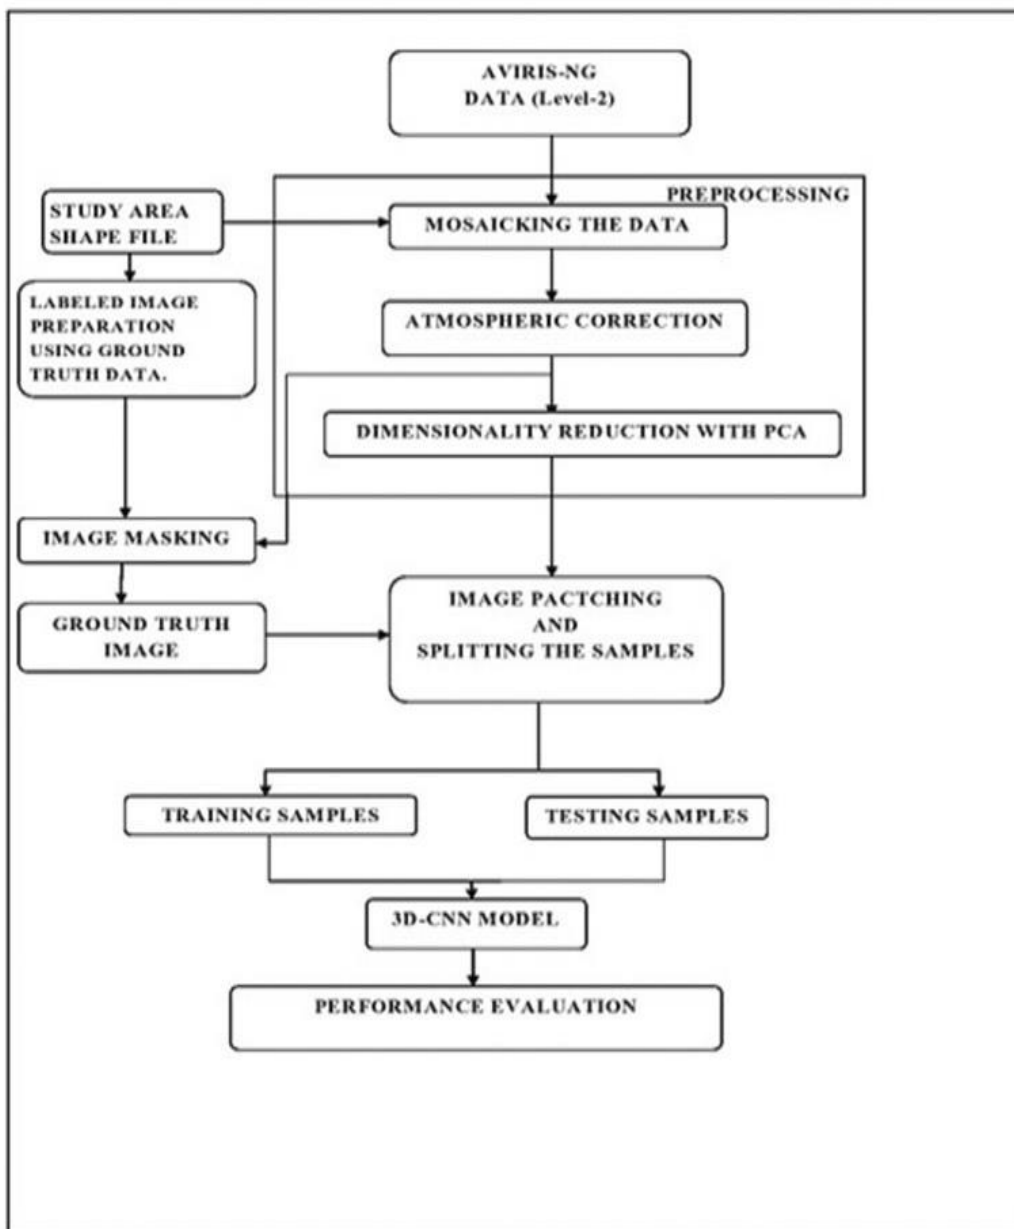 AVIRIS-NG
DATA (Level-2)
PREPROCESSING
STUDY AREA
SHAPE FILE
MOSAICKING THE DATA
LABELED IMAGE
PREPARATION
USING GROUND
TRUTH DATA.
ATMOSPHERIC CORRECTION
DIMENSIONALITY REDUCTION WITH PCA
IMAGE MASKING
GROUND TRUTH
IMAGE
IMAGE PACTCHING
AND
SPLITTING THE SAMPLES
TRAINING SAMPLES
TESTING SAMPLES
3D-CNN MODEL
PERFORMANCE EVALUATION